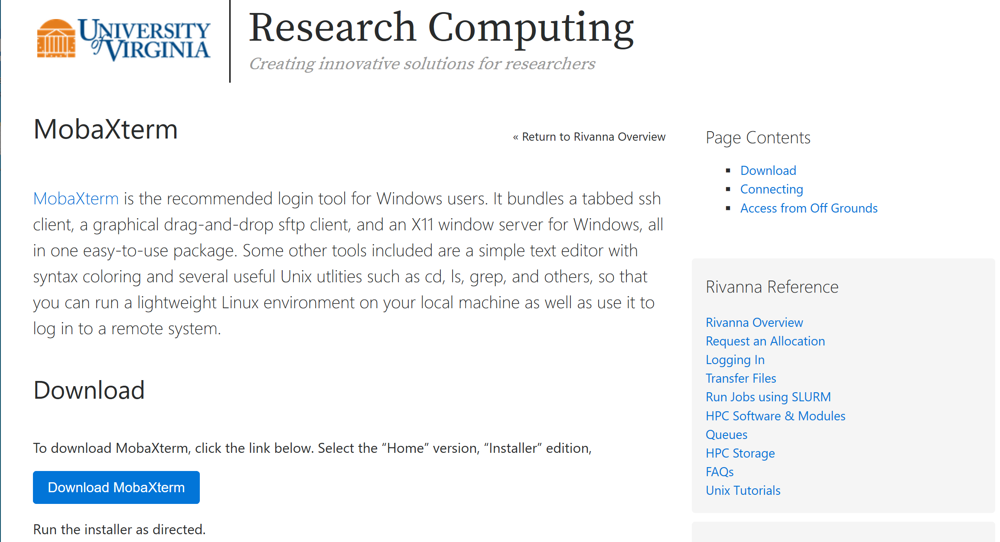 UNIVERSITY
of VIRGINIA
Research Computing
Creating innovative solutions for researchers
MobaXterm
« Return to Rivanna Overview
MobaXterm is the recommended login tool for Windows users. It bundles a tabbed ssh
client, a graphical drag-and-drop sftp client, and an X11 window server for Windows, all
in one easy-to-use package. Some other tools included are a simple text editor with
syntax coloring and several useful Unix utlities such as cd, ls, grep, and others, so that
you can run a lightweight Linux environment on your local machine as well as use it to
log in to a remote system.
Download
To download MobaXterm, click the link below. Select the “Home” version, “Installer” edition,
Download MobaXterm
Run the installer as directed.
Page Contents
Download
Connecting
Access from Off Grounds
Rivanna Reference
Rivanna Overview
Request an Allocation
Logging In
Transfer Files
Run Jobs using SLURM
HPC Software & Modules
Queues
HPC Storage
FAQs
Unix Tutorials